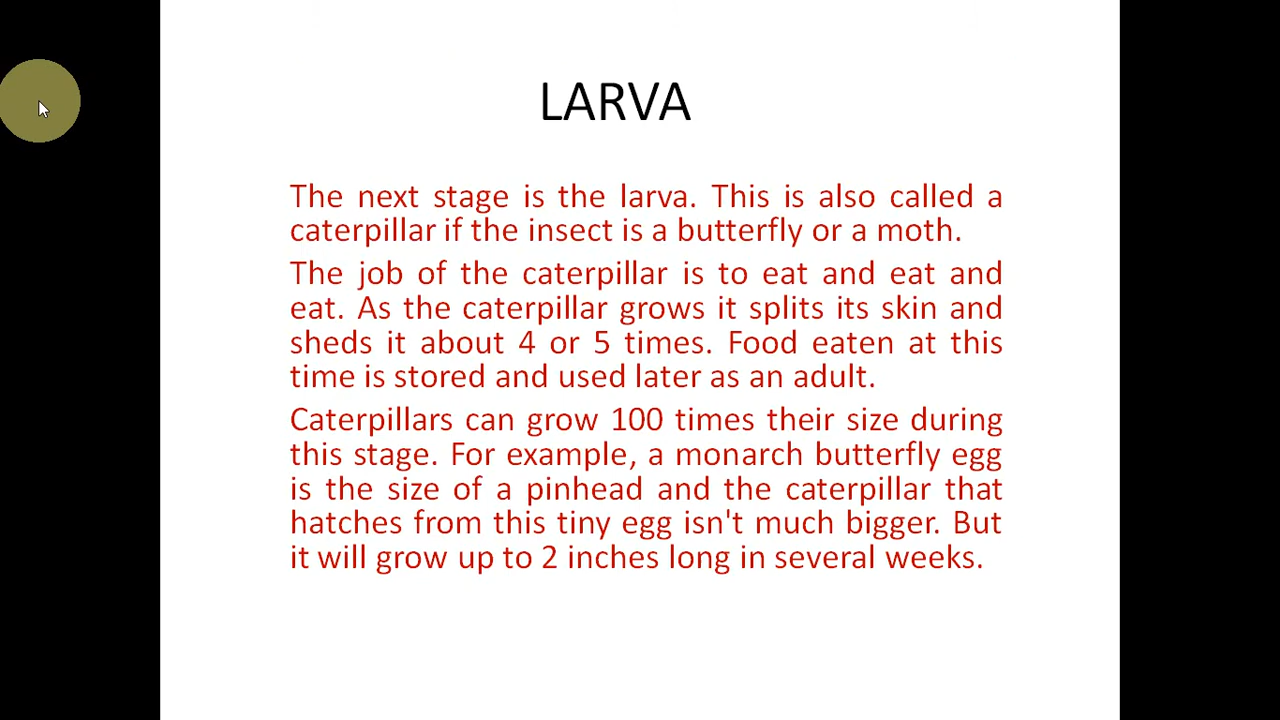 LARVA
The next stage is the larva. This is also called a
caterpillar if the insect is a butterfly or a moth.
The job of the caterpillar is to eat and eat and
eat. As the caterpillar grows it splits its skin and
sheds it about 4 or 5 times. Food eaten at this
time is stored and used later as an adult.
Caterpillars can grow 100 times their size during
this stage. For example, a monarch butterfly egg
is the size of a pinhead and the caterpillar that
hatches from this tiny egg isn't much bigger. But
it will grow up to 2 inches long in several weeks.